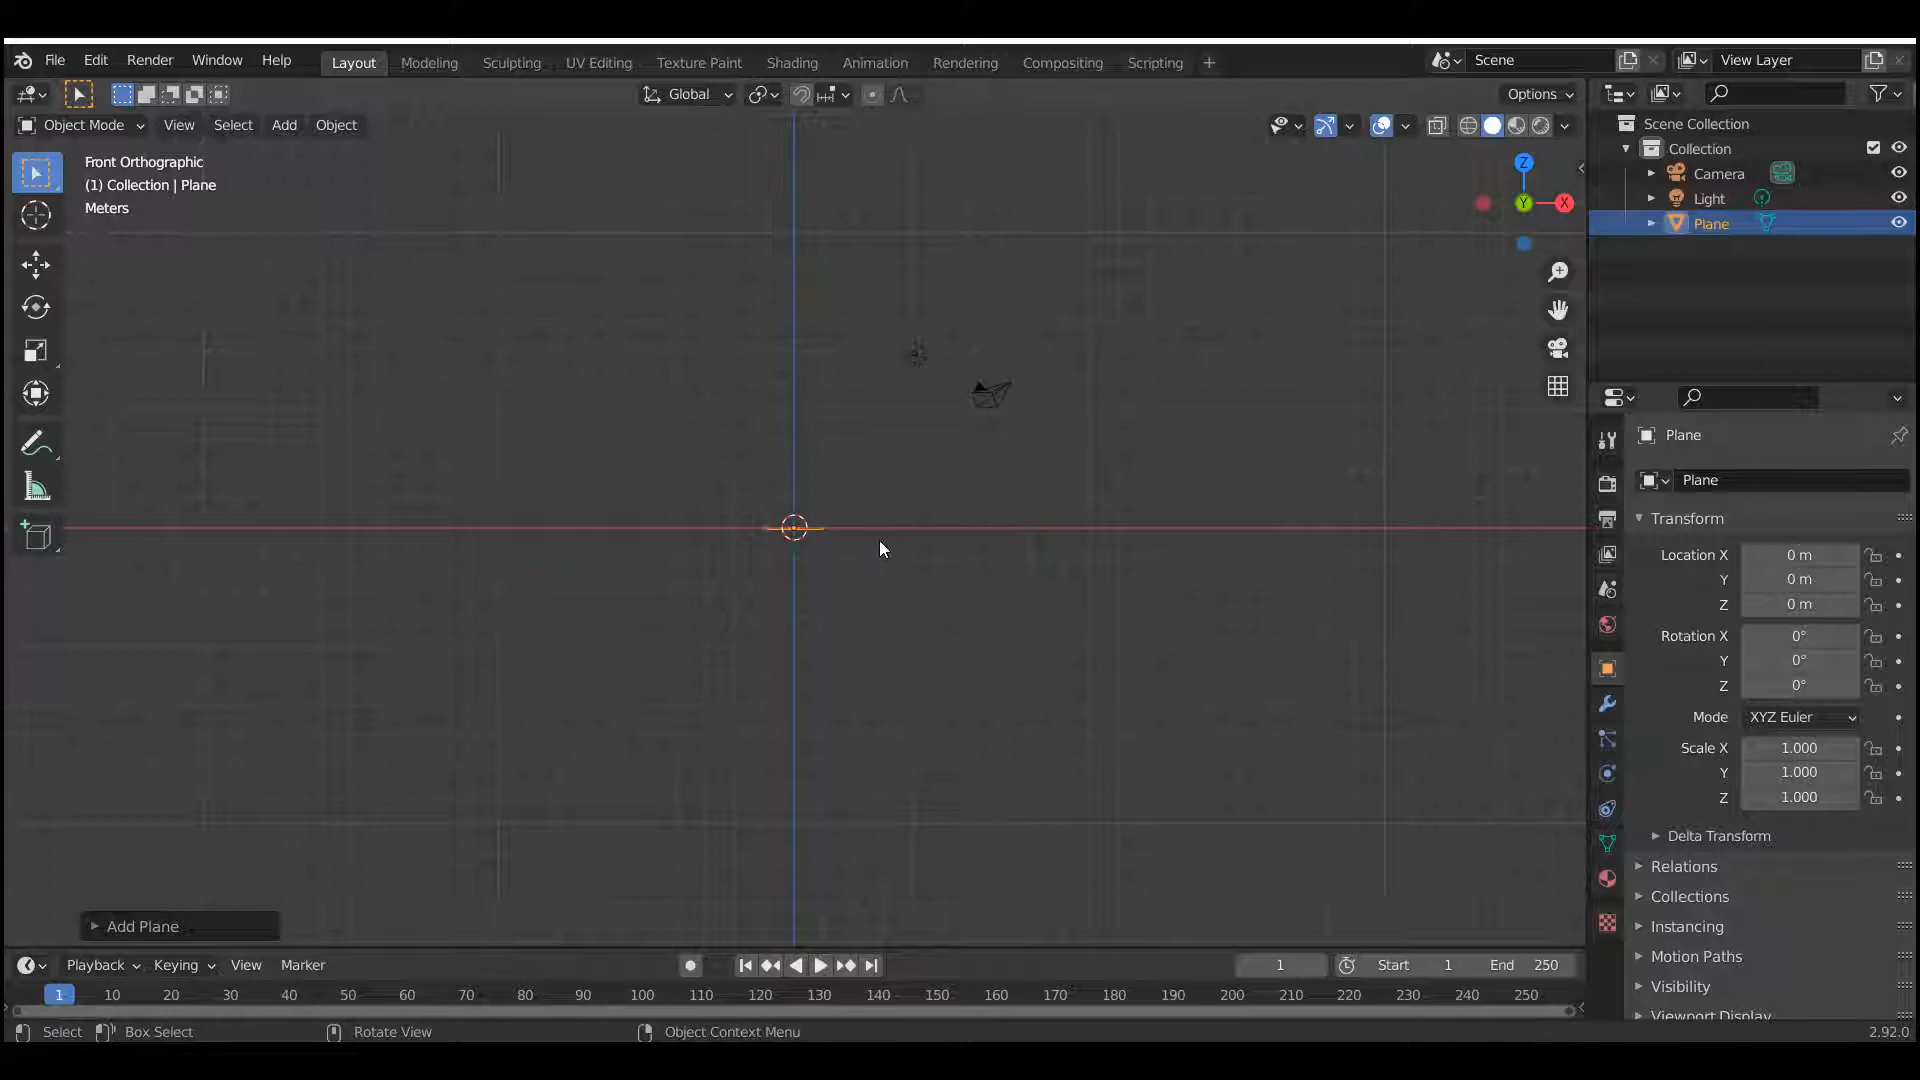 File Edit Render Window Help Layout Modeling Sculpting UV Editing Texture Paint Shading Animation Rendering Compositing Scripting + Scene View Layer
Global Options
Object Mode View Select Add Object
Front Orthographic
(1) Collection | Plane
Meters
Z
Y
X
Scene Collection
Collection
Camera
Light
Plane
Plane
Plane
Transform
Location X 0 m
Y 0 m
Z 0 m
Rotation X 0°
Y 0°
Z 0°
Mode XYZ Euler
Scale X 1.000
Y 1.000
Z 1.000
Delta Transform
Relations
Collections
Instancing
Motion Paths
Visibility
Viewport Display
Add Plane
Playback Keying View Marker 1 Start 1 End 250
1 10 20 30 40 50 60 70 80 90 100 110 120 130 140 150 160 170 180 190 200 210 220 230 240 250
Select Box Select Rotate View Object Context Menu 2.92.0